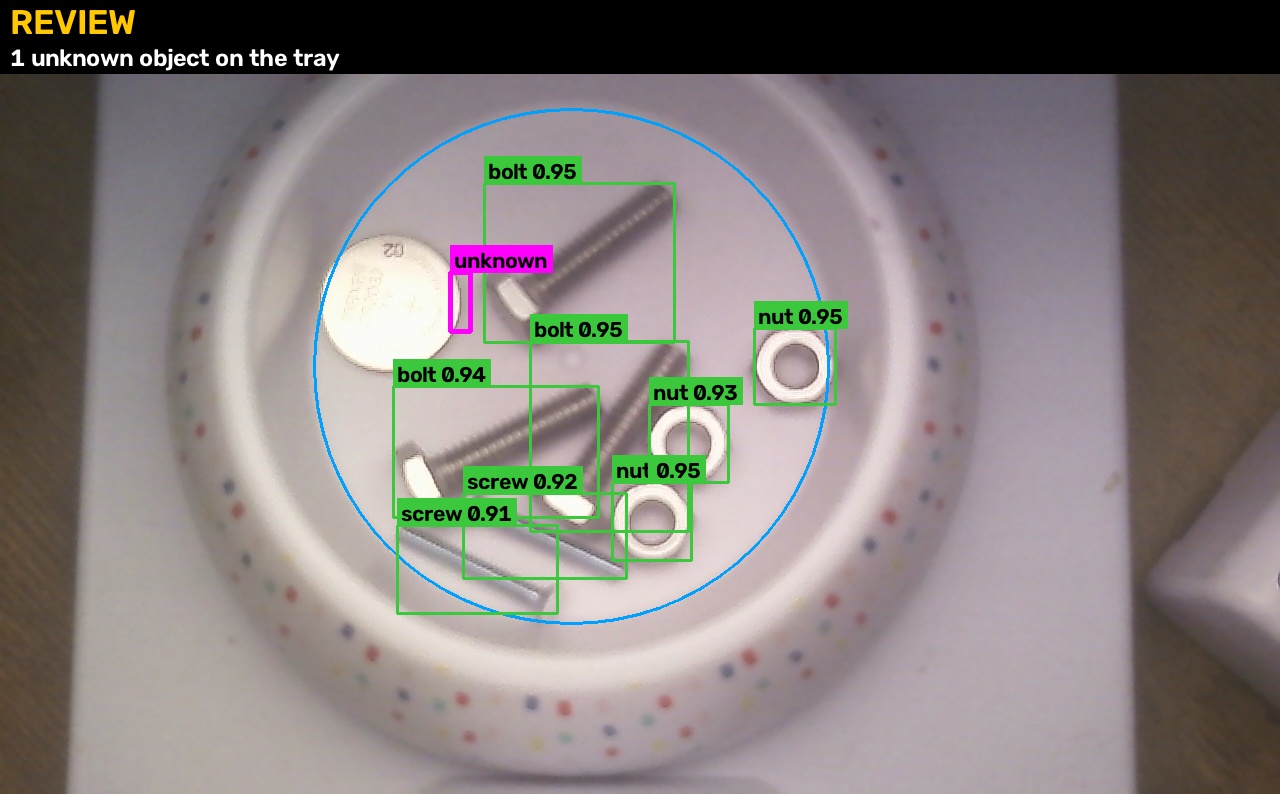 REVIEW
1 unknown object on the tray
bolt 0.95
unknown
nut 0.95
bolt 0.95
bolt 0.94
nut 0.93
nut 0.95
screw 0.92
screw 0.91
02